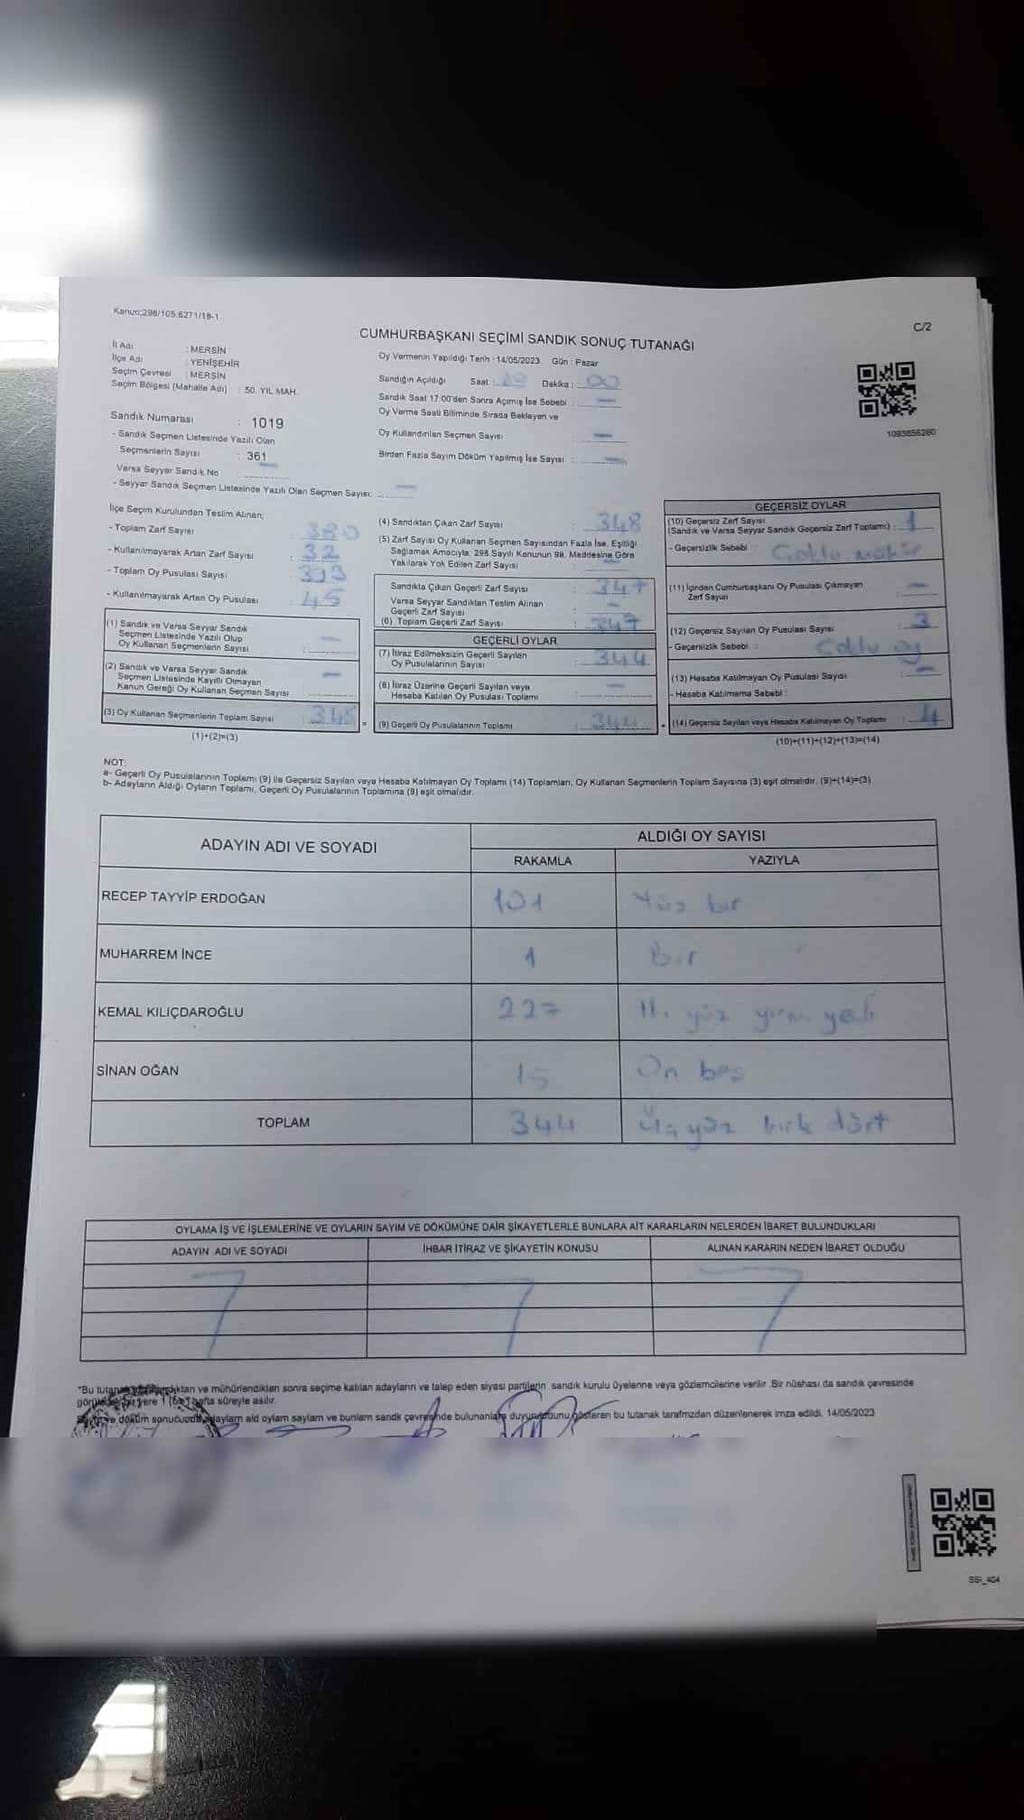 Kanun:298/105.6271/18-1
C/2
CUMHURBAŞKANI SEÇİMİ SANDIK SONUÇ TUTANAĞI
İl Adı : MERSİN
İlçe Adı : YENİŞEHİR
Seçim Çevresi : MERSİN
Seçim Bölgesi (Mahalle Adı) : 50. YIL MAH.
Oy Vermenin Yapıldığı Tarih : 14/05/2023 Gün : Pazar
Sandığın Açıldığı Saat : Dakika : 00
Sandık Saat 17:00'den Sonra Açılmış İse Sebebi : —
Oy Verme Saati Bitiminde Sırada Bekleyen ve
Oy Kullandırılan Seçmen Sayısı : —
Birden Fazla Sayım Döküm Yapılmış İse Sayısı : —
1093856260
Sandık Numarası : 1019
- Sandık Seçmen Listesinde Yazılı Olan
Seçmenlerin Sayısı : 361
Varsa Seyyar Sandık No —
- Seyyar Sandık Seçmen Listesinde Yazılı Olan Seçmen Sayısı: —
İlçe Seçim Kurulundan Teslim Alınan;
- Toplam Zarf Sayısı : 380
- Kullanılmayarak Artan Zarf Sayısı : 32
- Toplam Oy Pusulası Sayısı : 393
- Kullanılmayarak Artan Oy Pusulası : 45
(1) Sandık ve Varsa Seyyar Sandık
Seçmen Listesinde Yazılı Olup
Oy Kullanan Seçmenlerin Sayısı : —
(2) Sandık ve Varsa Seyyar Sandık
Seçmen Listesinde Kayıtlı Olmayan
Kanun Gereği Oy Kullanan Seçmen Sayısı : —
(3) Oy Kullanan Seçmenlerin Toplam Sayısı : 348
(1)+(2)=(3)
(4) Sandıktan Çıkan Zarf Sayısı : 348
(5) Zarf Sayısı Oy Kullanan Seçmen Sayısından Fazla İse, Eşitliği
Sağlamak Amacıyla; 298 Sayılı Kanunun 98. Maddesine Göre
Yakılarak Yok Edilen Zarf Sayısı : —
Sandıkta Çıkan Geçerli Zarf Sayısı : 347
Varsa Seyyar Sandıktan Teslim Alınan
Geçerli Zarf Sayısı : —
(6) Toplam Geçerli Zarf Sayısı : 347
GEÇERLİ OYLAR
(7) İtiraz Edilmeksizin Geçerli Sayılan
Oy Pusulalarının Sayısı : 344
(8) İtiraz Üzerine Geçerli Sayılan veya
Hesaba Katılan Oy Pusulası Toplamı : —
(9) Geçerli Oy Pusulalarının Toplamı : 344
GEÇERSİZ OYLAR
(10) Geçersiz Zarf Sayısı
(Sandık ve Varsa Seyyar Sandık Geçersiz Zarf Toplamı) : 1
- Geçersizlik Sebebi : Çoklu mühür
(11) İçinden Cumhurbaşkanı Oy Pusulası Çıkmayan
Zarf Sayısı : —
(12) Geçersiz Sayılan Oy Pusulası Sayısı : 3
- Geçersizlik Sebebi : Çoklu oy
(13) Hesaba Katılmayan Oy Pusulası Sayısı : —
- Hesaba Katılmama Sebebi :
(14) Geçersiz Sayılan veya Hesaba Katılmayan Oy Toplamı : 4
(10)+(11)+(12)+(13)=(14)
NOT:
a- Geçerli Oy Pusulalarının Toplamı (9) ile Geçersiz Sayılan veya Hesaba Katılmayan Oy Toplamı (14) Toplamları, Oy Kullanan Seçmenlerin Toplam Sayısına (3) eşit olmalıdır. (9)+(14)=(3)
b- Adayların Aldığı Oyların Toplamı, Geçerli Oy Pusulalarının Toplamına (9) eşit olmalıdır.
ADAYIN ADI VE SOYADI
ALDIĞI OY SAYISI
RAKAMLA YAZIYLA
RECEP TAYYİP ERDOĞAN 101 Yüz bir
MUHARREM İNCE 1 Bir
KEMAL KILIÇDAROĞLU 227 yüz
SİNAN OĞAN 15 On beş
TOPLAM 344 Üç yüz kırk dört
OYLAMA İŞ VE İŞLEMLERİNE VE OYLARIN SAYIM VE DÖKÜMÜNE DAİR ŞİKAYETLERLE BUNLARA AİT KARARLARIN NELERDEN İBARET BULUNDUKLARI
ADAYIN ADI VE SOYADI İHBAR İTİRAZ VE ŞİKAYETİN KONUSU ALINAN KARARIN NEDEN İBARET OLDUĞU
*Bu ve mühürlendikten sonra seçime katılan adayların ve talep eden siyasi partilerin sandık kurulu üyelerine veya gözlemcilerine verilir. Bir nüshası da sandık çevresinde
yere 1 hafta süreyle asılır.
ve döküm bulunanlara bu tutanak tarafımızdan düzenlenerek imza edildi. 14/05/2023
SSİ_404